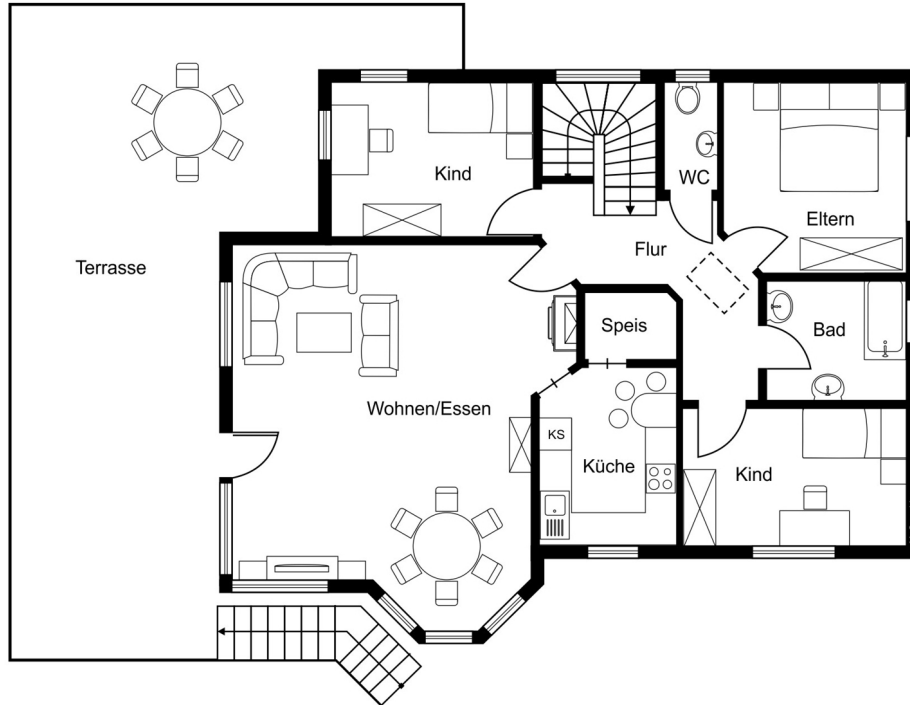 Kind
WC
Eltern
Flur
Terrasse
Speis
Bad
Wohnen/Essen
KS
Küche
Kind